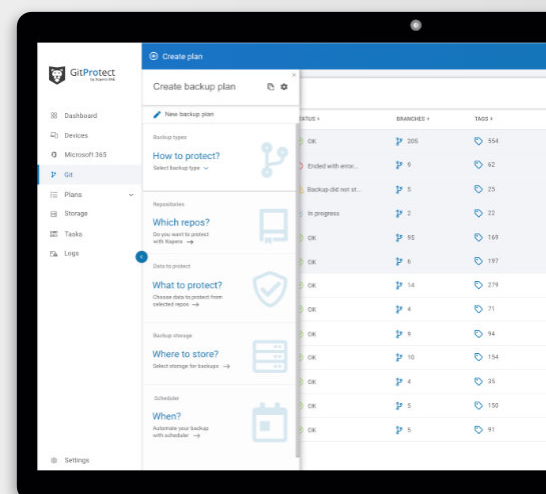 Create plan
GitProtect
by Xopero ONE
Create backup plan
New backup plan
Dashboard
Devices
Microsoft 365
Git
Plans
Storage
Tasks
Logs
Settings
Backup types
How to protect?
Select backup type
Repositories
Which repos?
Do you want to protect
with Xopero
Data to protect
What to protect?
Choose data to protect from
selected repos
Backup storage
Where to store?
Select storage for backups
Scheduler
When?
Automate your backup
with scheduler
BRANCHES TAGS
OK 205 554
Ended with error... 9 62
Backup did not st... 5 23
In progress 2 22
OK 95 169
OK 6 197
OK 14 279
OK 4 71
OK 9 94
OK 10 154
OK 4 35
OK 5 150
OK 5 91